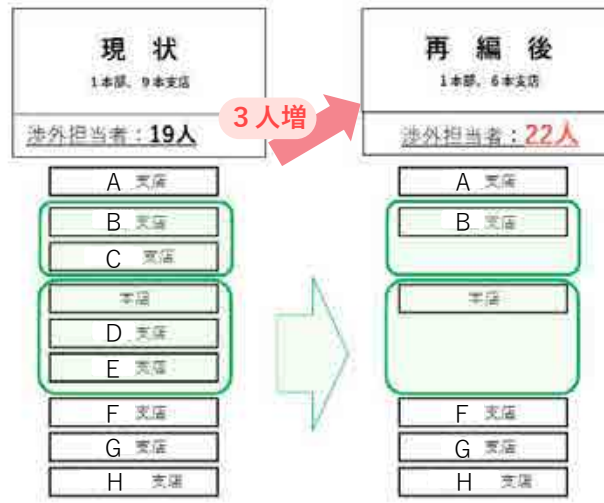 現 状
1本部、9本支店
渉外担当者：19人
3人増
再 編 後
1本部、6本支店
渉外担当者：22人
A 支店
B 支店
C 支店
本店
D 支店
E 支店
F 支店
G 支店
H 支店
A 支店
B 支店
本店
F 支店
G 支店
H 支店